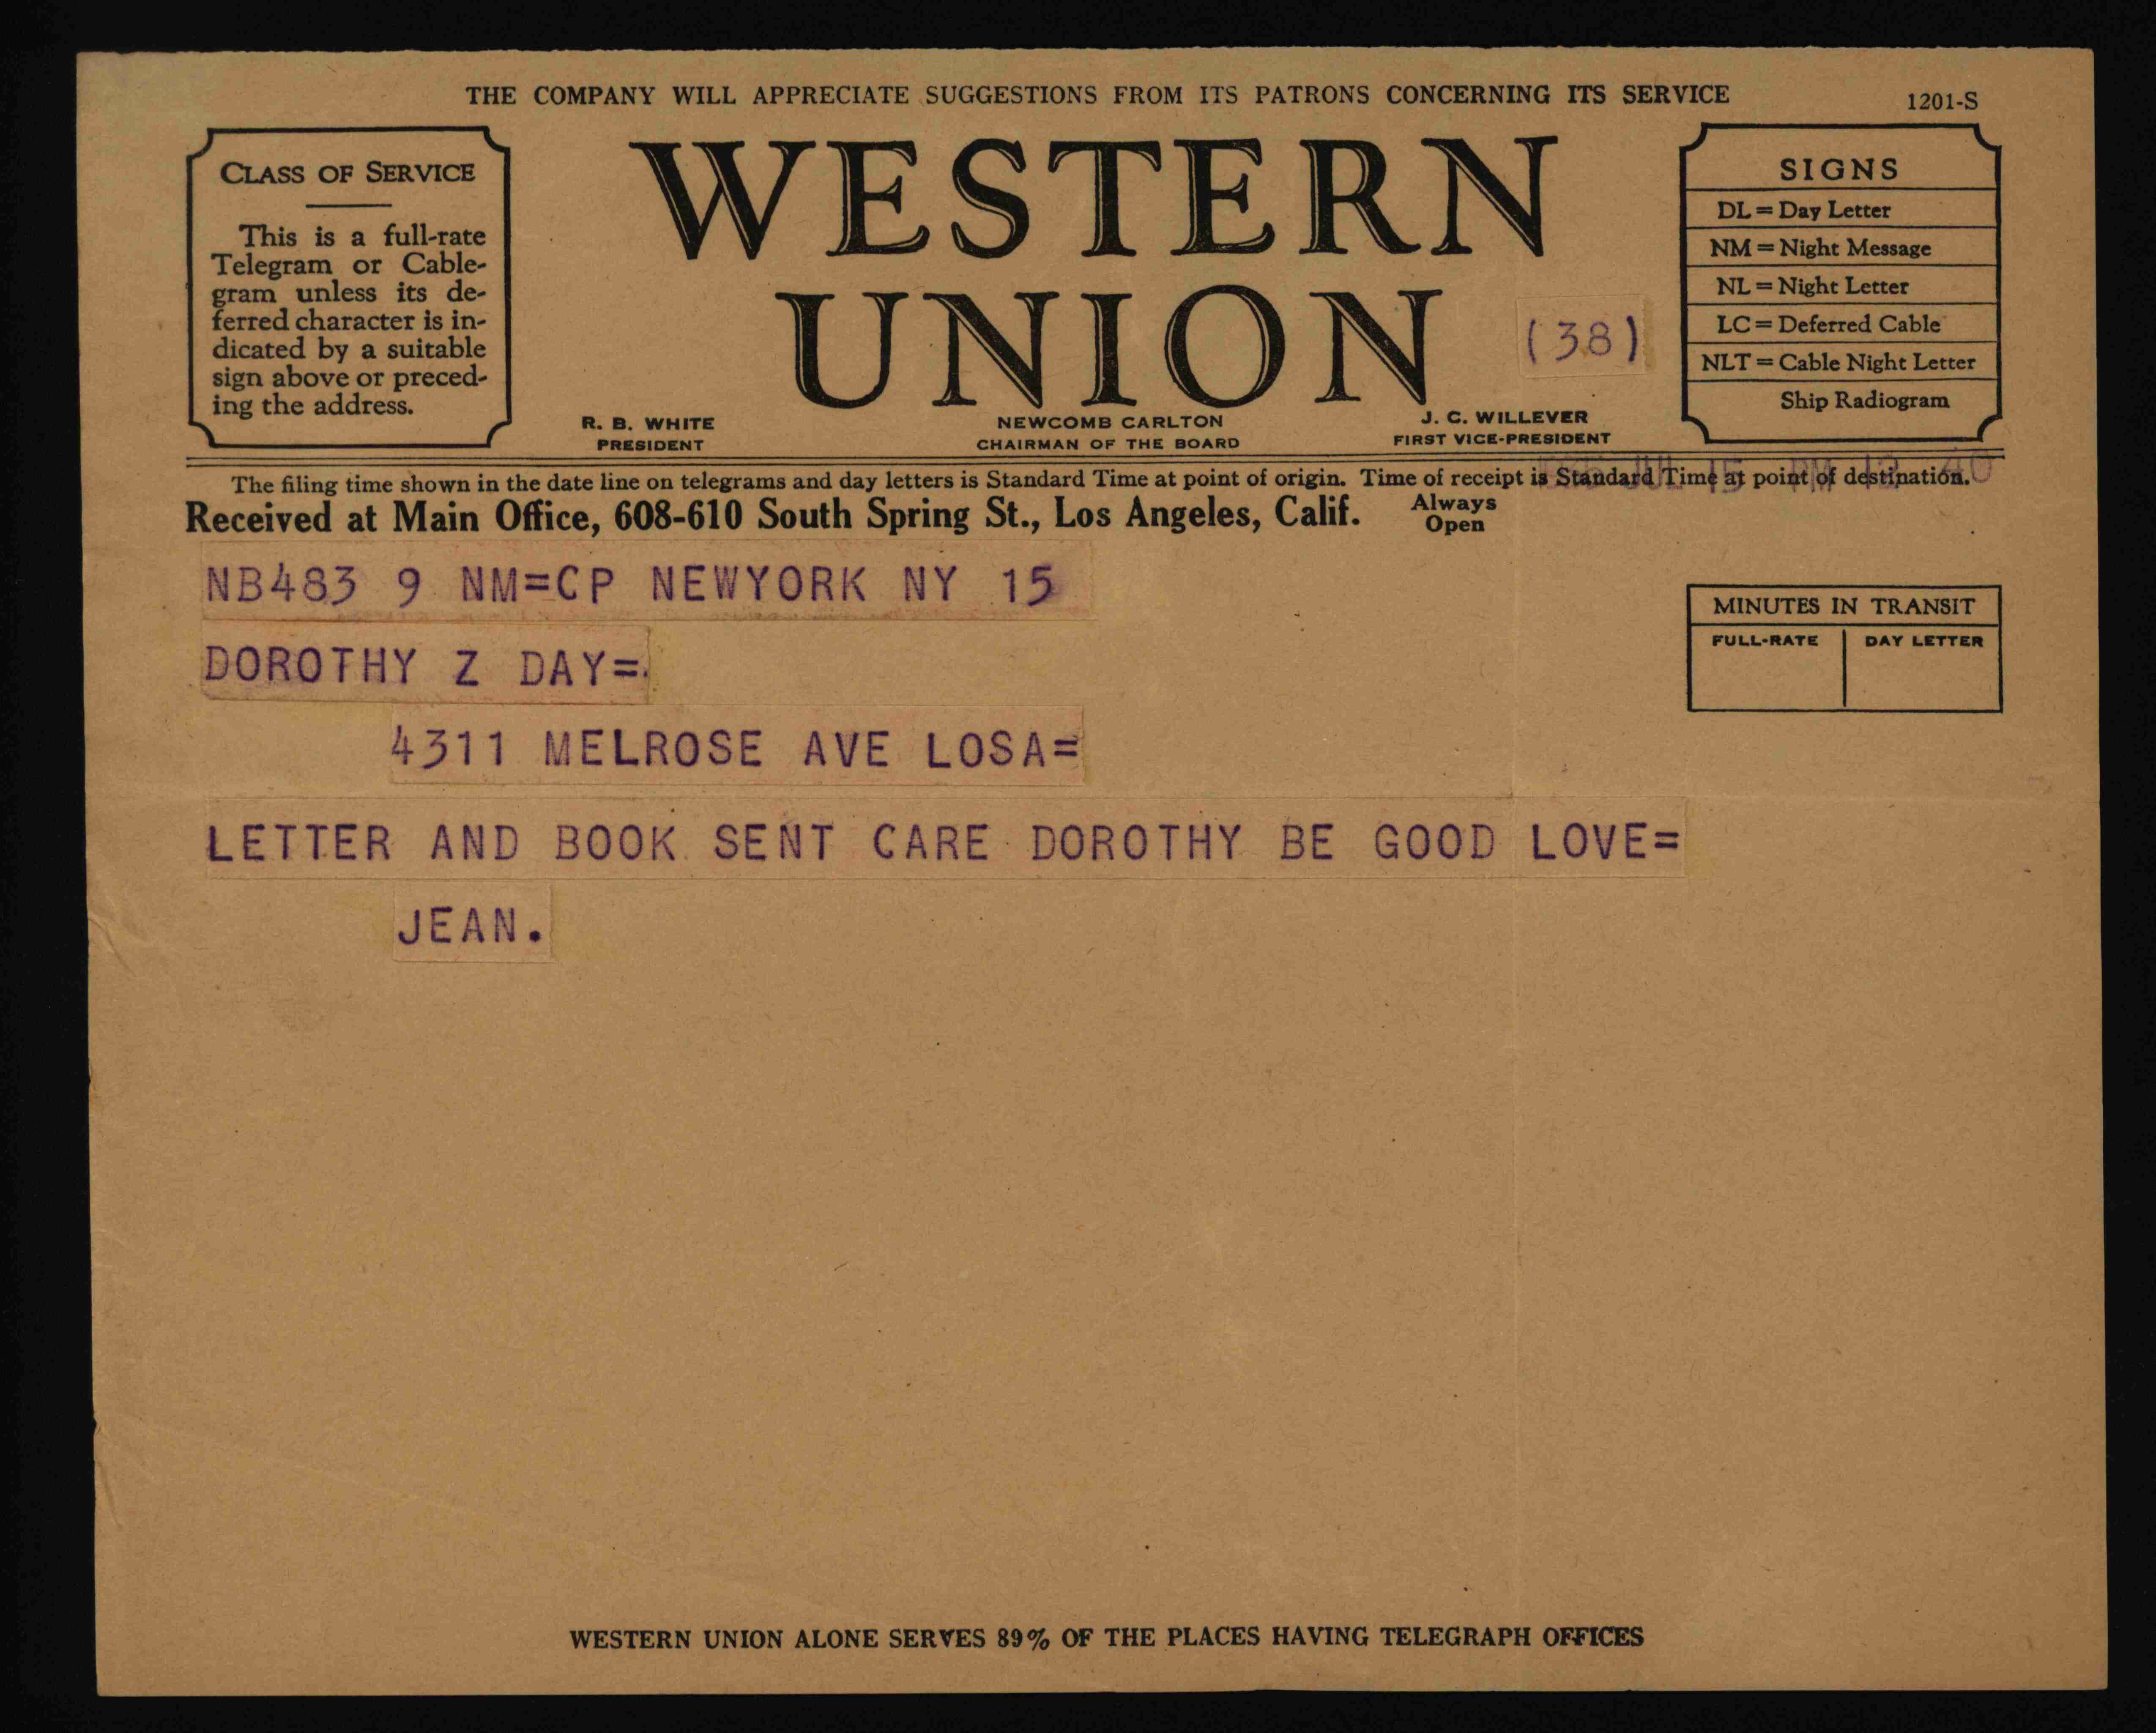 THE COMPANY WILL APPRECIATE SUGGESTIONS FROM ITS PATRONS CONCERNING ITS SERVICE
1201-S
CLASS OF SERVICE
This is a full-rate
Telegram or Cable-
gram unless its de-
ferred character is in-
dicated by a suitable
sign above or preced-
ing the address.
WESTERN
UNION
(38)
R. B. WHITE
PRESIDENT
NEWCOMB CARLTON
CHAIRMAN OF THE BOARD
J. C. WILLEVER
FIRST VICE-PRESIDENT
SIGNS
DL = Day Letter
NM = Night Message
NL = Night Letter
LC = Deferred Cable
NLT = Cable Night Letter
Ship Radiogram
The filing time shown in the date line on telegrams and day letters is Standard Time at point of origin. Time of receipt is Standard Time at point of destination.
JUL 15 PM 12 40
Received at Main Office, 608-610 South Spring St., Los Angeles, Calif. Always Open
NB483 9 NM=CP NEWYORK NY 15
MINUTES IN TRANSIT
FULL-RATE
DAY LETTER
DOROTHY Z DAY=
4311 MELROSE AVE LOSA=
LETTER AND BOOK SENT CARE DOROTHY BE GOOD LOVE=
JEAN.
WESTERN UNION ALONE SERVES 89% OF THE PLACES HAVING TELEGRAPH OFFICES